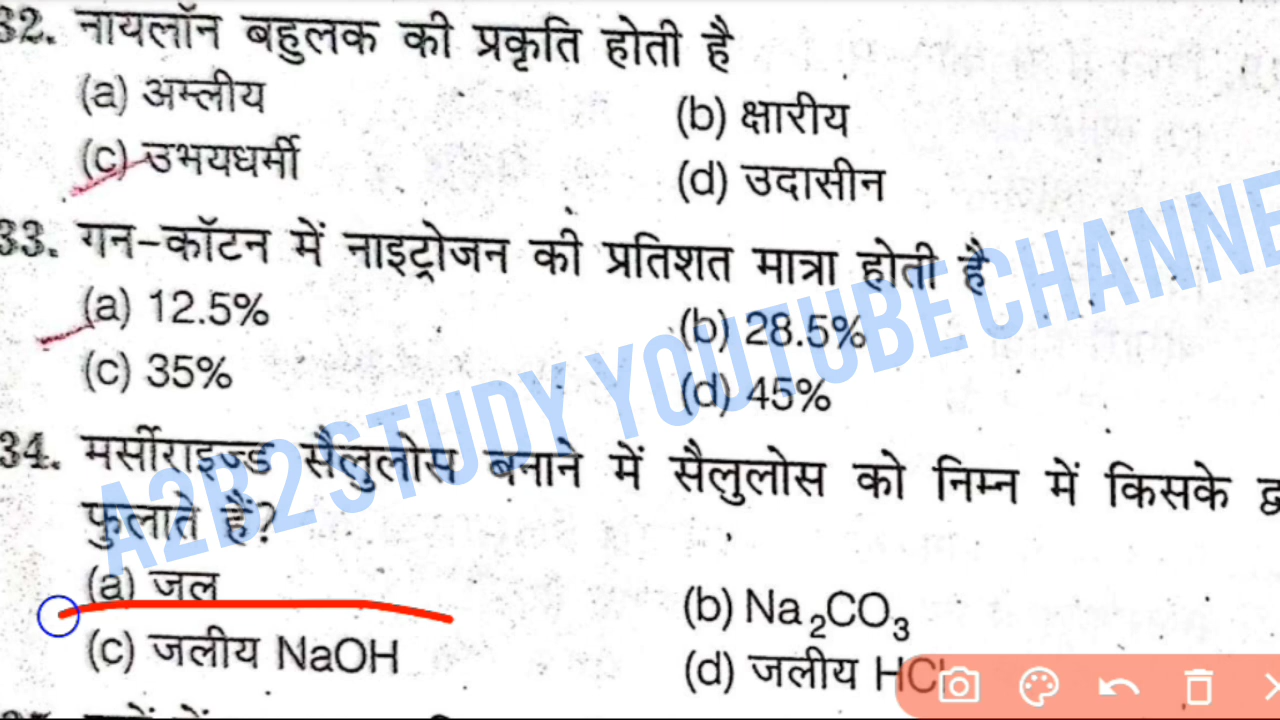 32. नायलॉन बहुलक की प्रकृति होती है
(a) अम्लीय (b) क्षारीय
(c) उभयधर्मी (d) उदासीन
33. गन-कॉटन में नाइट्रोजन की प्रतिशत मात्रा होती है
(a) 12.5% (b) 28.5%
(c) 35% (d) 45%
34. मर्सीराइज्ड सैलुलोस बनाने में सैलुलोस को निम्न में किसके
फुलाते हैं?
(a) जल (b) Na₂CO₃
(c) जलीय NaOH (d) जलीय HCl
A2B2 STUDY YOUTUBE CHANNE